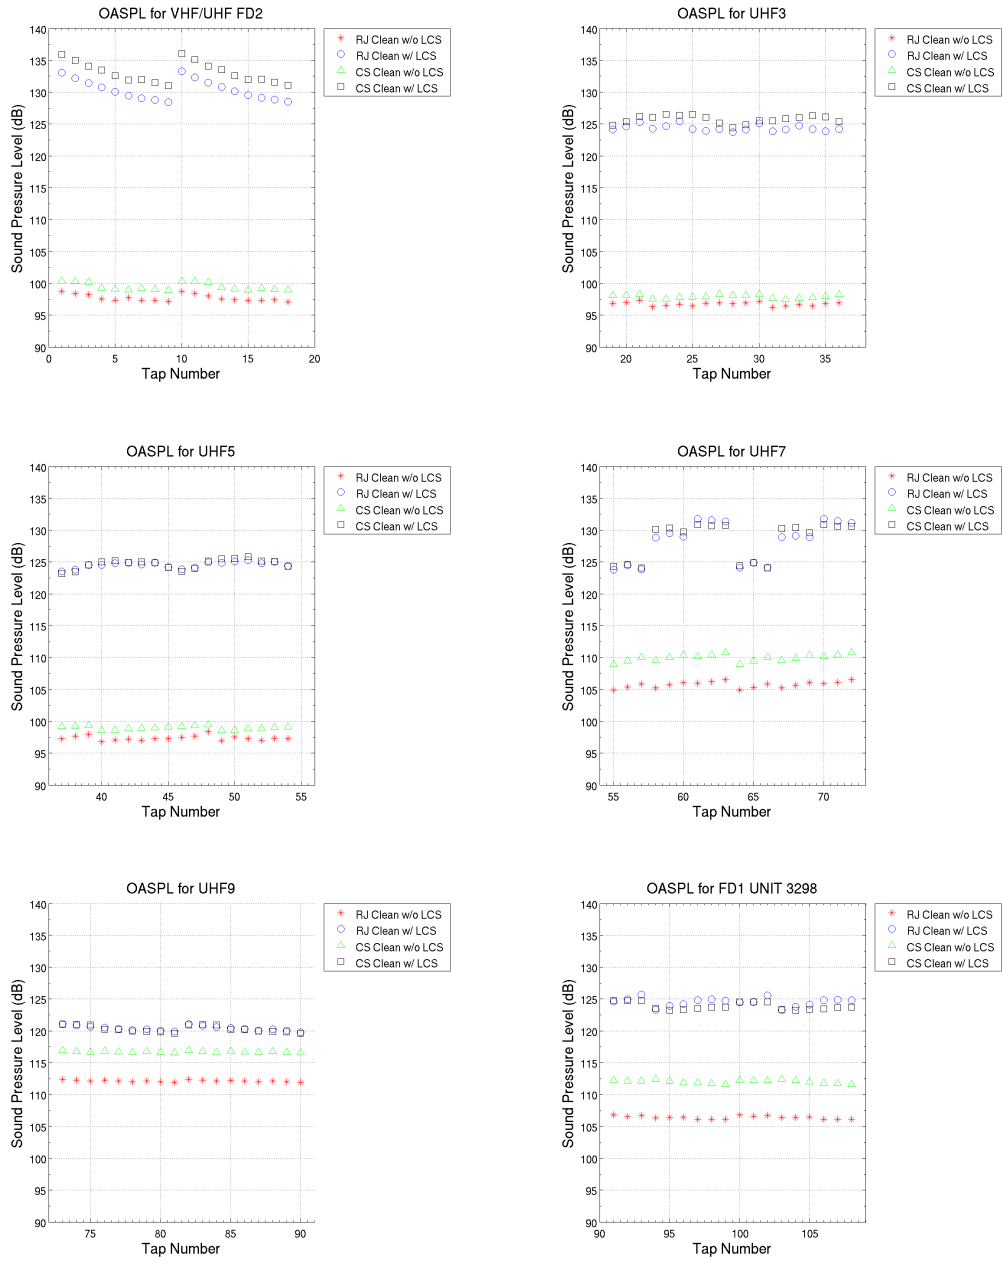 OASPL for VHF/UHF FD2
Sound Pressure Level (dB)
140
135
130
125
120
115
110
105
100
95
90
0 5 10 15 20
Tap Number
RJ Clean w/o LCS
RJ Clean w/ LCS
CS Clean w/o LCS
CS Clean w/ LCS
OASPL for UHF3
Sound Pressure Level (dB)
140
135
130
125
120
115
110
105
100
95
90
20 25 30 35
Tap Number
RJ Clean w/o LCS
RJ Clean w/ LCS
CS Clean w/o LCS
CS Clean w/ LCS
OASPL for UHF5
Sound Pressure Level (dB)
140
135
130
125
120
115
110
105
100
95
90
40 45 50 55
Tap Number
RJ Clean w/o LCS
RJ Clean w/ LCS
CS Clean w/o LCS
CS Clean w/ LCS
OASPL for UHF7
Sound Pressure Level (dB)
140
135
130
125
120
115
110
105
100
95
90
55 60 65 70
Tap Number
RJ Clean w/o LCS
RJ Clean w/ LCS
CS Clean w/o LCS
CS Clean w/ LCS
OASPL for UHF9
Sound Pressure Level (dB)
140
135
130
125
120
115
110
105
100
95
90
75 80 85 90
Tap Number
RJ Clean w/o LCS
RJ Clean w/ LCS
CS Clean w/o LCS
CS Clean w/ LCS
OASPL for FD1 UNIT 3298
Sound Pressure Level (dB)
140
135
130
125
120
115
110
105
100
95
90
90 95 100 105
Tap Number
RJ Clean w/o LCS
RJ Clean w/ LCS
CS Clean w/o LCS
CS Clean w/ LCS